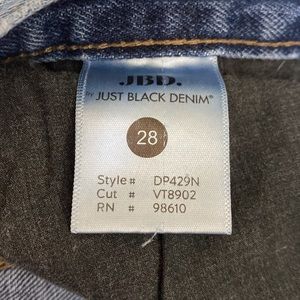 JBD.
BY JUST BLACK DENIM®
28
Style# DP429N
Cut # VT8902
RN # 98610